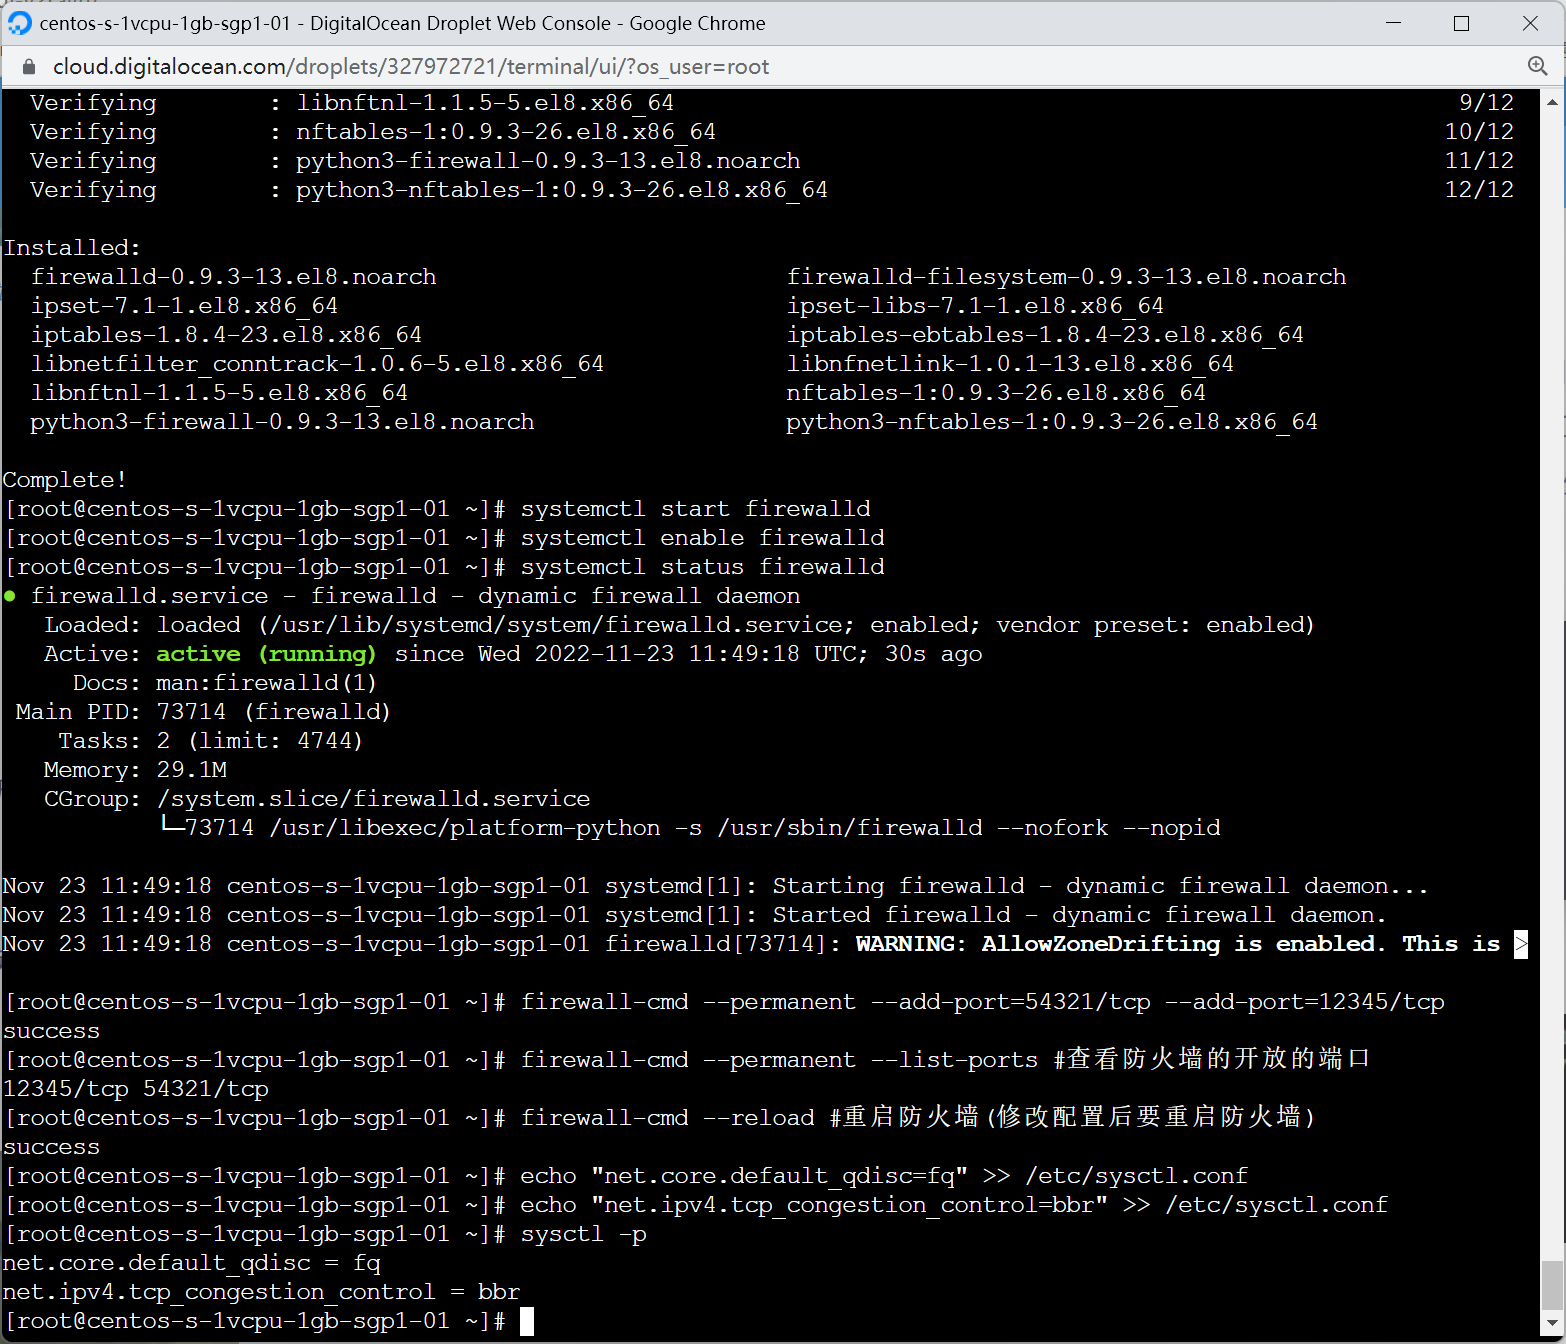 centos-s-1vcpu-1gb-sgp1-01 - DigitalOcean Droplet Web Console - Google Chrome
cloud.digitalocean.com/droplets/327972721/terminal/ui/?os_user=root
Verifying : libnftnl-1.1.5-5.el8.x86_64 9/12
Verifying : nftables-1:0.9.3-26.el8.x86_64 10/12
Verifying : python3-firewall-0.9.3-13.el8.noarch 11/12
Verifying : python3-nftables-1:0.9.3-26.el8.x86_64 12/12
Installed:
firewalld-0.9.3-13.el8.noarch firewalld-filesystem-0.9.3-13.el8.noarch
ipset-7.1-1.el8.x86_64 ipset-libs-7.1-1.el8.x86_64
iptables-1.8.4-23.el8.x86_64 iptables-ebtables-1.8.4-23.el8.x86_64
libnetfilter_conntrack-1.0.6-5.el8.x86_64 libnfnetlink-1.0.1-13.el8.x86_64
libnftnl-1.1.5-5.el8.x86_64 nftables-1:0.9.3-26.el8.x86_64
python3-firewall-0.9.3-13.el8.noarch python3-nftables-1:0.9.3-26.el8.x86_64
Complete!
[root@centos-s-1vcpu-1gb-sgp1-01 ~]# systemctl start firewalld
[root@centos-s-1vcpu-1gb-sgp1-01 ~]# systemctl enable firewalld
[root@centos-s-1vcpu-1gb-sgp1-01 ~]# systemctl status firewalld
● firewalld.service - firewalld - dynamic firewall daemon
Loaded: loaded (/usr/lib/systemd/system/firewalld.service; enabled; vendor preset: enabled)
Active: active (running) since Wed 2022-11-23 11:49:18 UTC; 30s ago
Docs: man:firewalld(1)
Main PID: 73714 (firewalld)
Tasks: 2 (limit: 4744)
Memory: 29.1M
CGroup: /system.slice/firewalld.service
└─73714 /usr/libexec/platform-python -s /usr/sbin/firewalld --nofork --nopid
Nov 23 11:49:18 centos-s-1vcpu-1gb-sgp1-01 systemd[1]: Starting firewalld - dynamic firewall daemon...
Nov 23 11:49:18 centos-s-1vcpu-1gb-sgp1-01 systemd[1]: Started firewalld - dynamic firewall daemon.
Nov 23 11:49:18 centos-s-1vcpu-1gb-sgp1-01 firewalld[73714]: WARNING: AllowZoneDrifting is enabled. This is >
[root@centos-s-1vcpu-1gb-sgp1-01 ~]# firewall-cmd --permanent --add-port=54321/tcp --add-port=12345/tcp
success
[root@centos-s-1vcpu-1gb-sgp1-01 ~]# firewall-cmd --permanent --list-ports #查看防火墙的开放的端口
12345/tcp 54321/tcp
[root@centos-s-1vcpu-1gb-sgp1-01 ~]# firewall-cmd --reload #重启防火墙(修改配置后要重启防火墙)
success
[root@centos-s-1vcpu-1gb-sgp1-01 ~]# echo "net.core.default_qdisc=fq" >> /etc/sysctl.conf
[root@centos-s-1vcpu-1gb-sgp1-01 ~]# echo "net.ipv4.tcp_congestion_control=bbr" >> /etc/sysctl.conf
[root@centos-s-1vcpu-1gb-sgp1-01 ~]# sysctl -p
net.core.default_qdisc = fq
net.ipv4.tcp_congestion_control = bbr
[root@centos-s-1vcpu-1gb-sgp1-01 ~]#